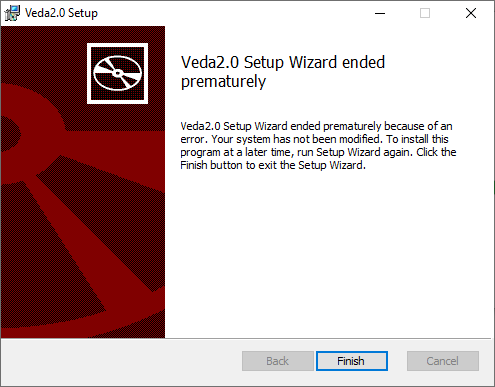 Veda2.0 Setup
Veda2.0 Setup Wizard ended
prematurely
Veda2.0 Setup Wizard ended prematurely because of an
error. Your system has not been modified. To install this
program at a later time, run Setup Wizard again. Click the
Finish button to exit the Setup Wizard.
Back
Finish
Cancel